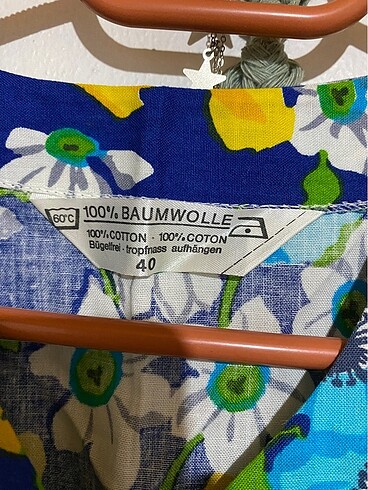 60°C 100% BAUMWOLLE
100% COTTON · 100% COTON
Bügelfrei · tropfnass aufhängen
40